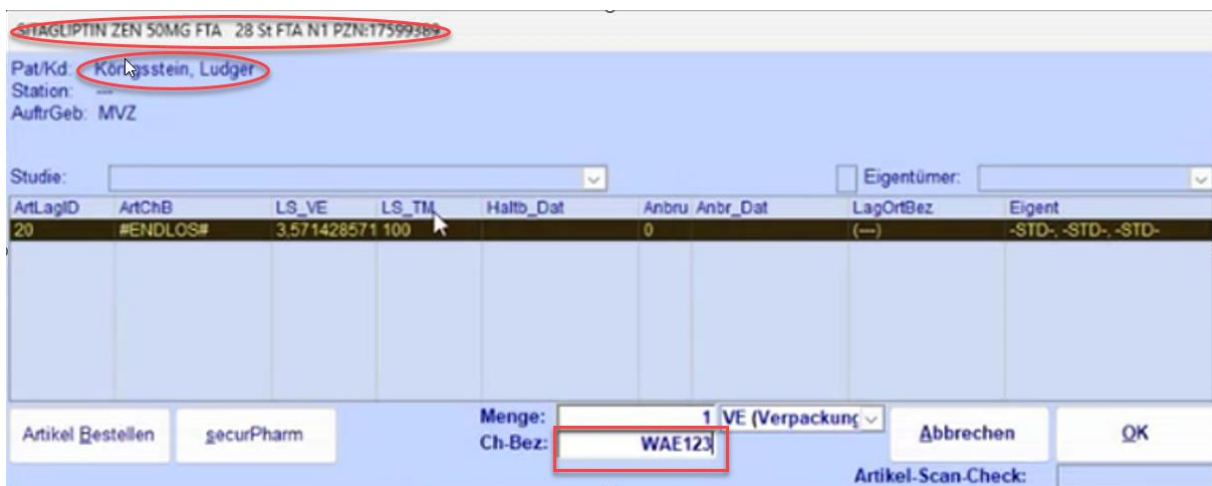 SITAGLIPTIN ZEN 50MG FTA 28 St FTA N1 PZN:17599389
Pat/Kd: Königsstein, Ludger
Station: ---
AuftrGeb: MVZ
Studie: Eigentümer:
ArtLagID ArtChB LS_VE LS_TM Haltb_Dat Anbru Anbr_Dat LagOrtBez Eigent
20 #ENDLOS# 3,571428571 100 0 (---) -STD-, -STD-, -STD-
Artikel Bestellen securPharm Menge: 1 VE (Verpackung Abbrechen OK
Ch-Bez: WAE123
Artikel-Scan-Check: